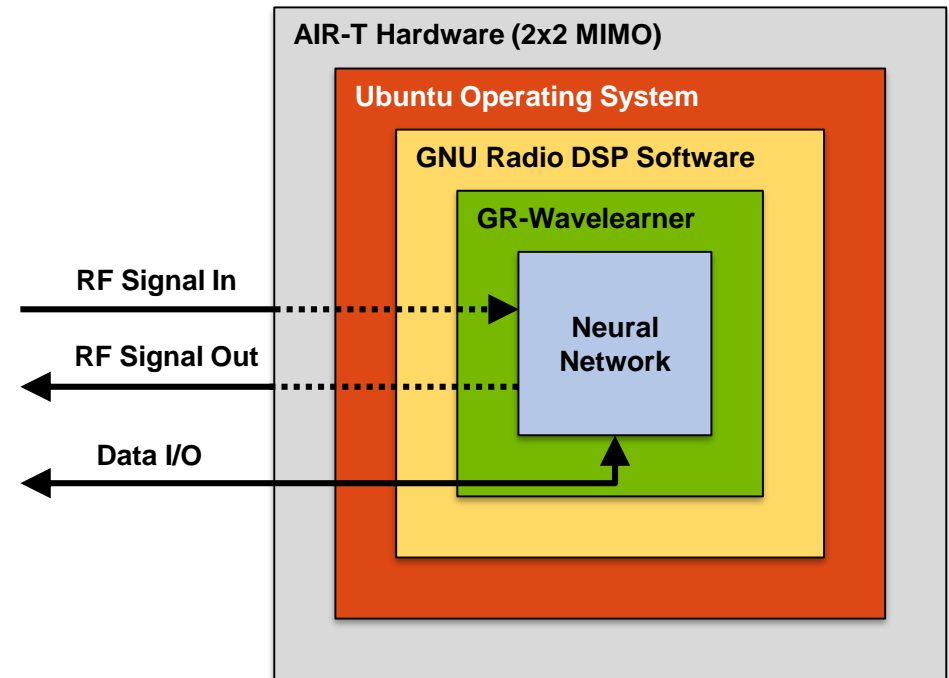 AIR-T Hardware (2x2 MIMO)
Ubuntu Operating System
GNU Radio DSP Software
GR-Wavelearner
RF Signal In
Neural
Network
RF Signal Out
Data I/O